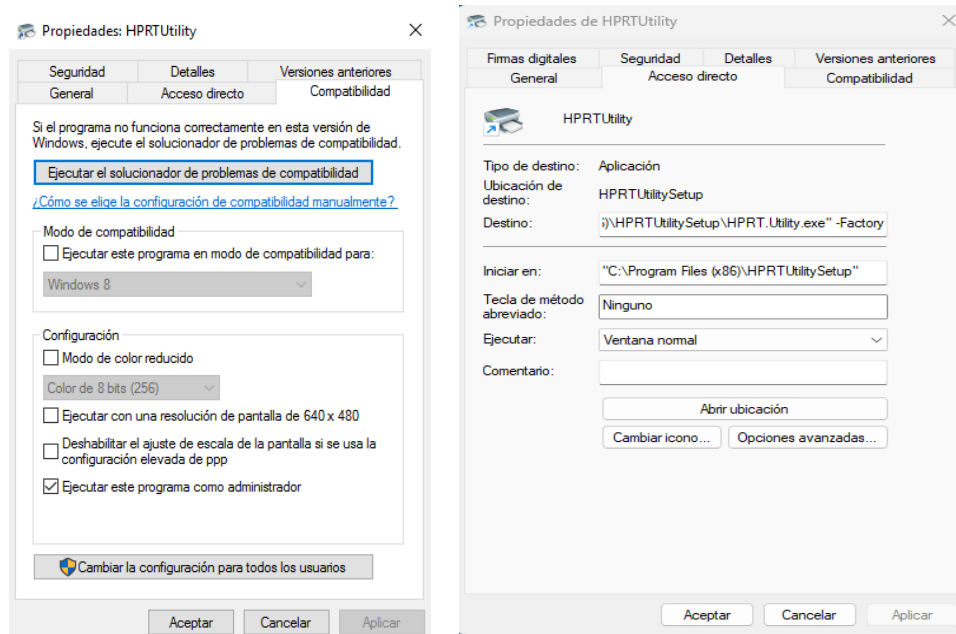 Propiedades: HPRTUtility
Seguridad Detalles Versiones anteriores
General Acceso directo Compatibilidad
Si el programa no funciona correctamente en esta versión de
Windows, ejecute el solucionador de problemas de compatibilidad.
Ejecutar el solucionador de problemas de compatibilidad
¿Cómo se elige la configuración de compatibilidad manualmente?
Modo de compatibilidad
Ejecutar este programa en modo de compatibilidad para:
Windows 8
Configuración
Modo de color reducido
Color de 8 bits (256)
Ejecutar con una resolución de pantalla de 640 x 480
Deshabilitar el ajuste de escala de la pantalla si se usa la
configuración elevada de ppp
Ejecutar este programa como administrador
Cambiar la configuración para todos los usuarios
Aceptar Cancelar Aplicar
Propiedades de HPRTUtility
Firmas digitales Seguridad Detalles Versiones anteriores
General Acceso directo Compatibilidad
HPRTUtility
Tipo de destino: Aplicación
Ubicación de
destino: HPRTUtilitySetup
Destino: ;)\HPRTUtilitySetup\HPRT.Utility.exe" -Factory
Iniciar en: "C:\Program Files (x86)\HPRTUtilitySetup"
Tecla de método
abreviado: Ninguno
Ejecutar: Ventana normal
Comentario:
Abrir ubicación
Cambiar icono... Opciones avanzadas...
Aceptar Cancelar Aplicar